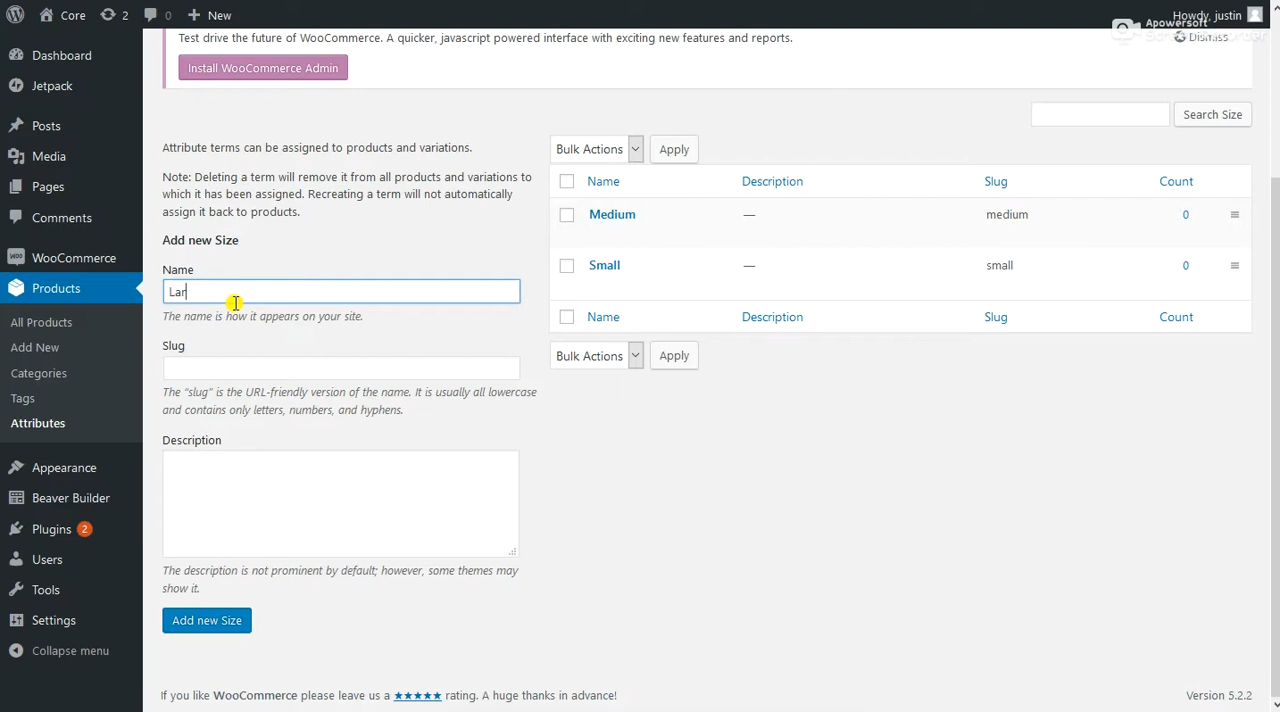 Core
2
0
New
Howdy, justin
Apowersoft
Test drive the future of WooCommerce. A quicker, javascript powered interface with exciting new features and reports.
Dismiss
Install WooCommerce Admin
Dashboard
Jetpack
Posts
Media
Pages
Comments
WooCommerce
Products
All Products
Add New
Categories
Tags
Attributes
Appearance
Beaver Builder
Plugins 2
Users
Tools
Settings
Collapse menu
Search Size
Attribute terms can be assigned to products and variations.
Note: Deleting a term will remove it from all products and variations to
which it has been assigned. Recreating a term will not automatically
assign it back to products.
Add new Size
Name
Lar
The name is how it appears on your site.
Slug
The “slug” is the URL-friendly version of the name. It is usually all lowercase
and contains only letters, numbers, and hyphens.
Description
The description is not prominent by default; however, some themes may
show it.
Add new Size
Bulk Actions Apply
Name Description Slug Count
Medium — medium 0
Small — small 0
Name Description Slug Count
Bulk Actions Apply
If you like WooCommerce please leave us a ★★★★★ rating. A huge thanks in advance!
Version 5.2.2